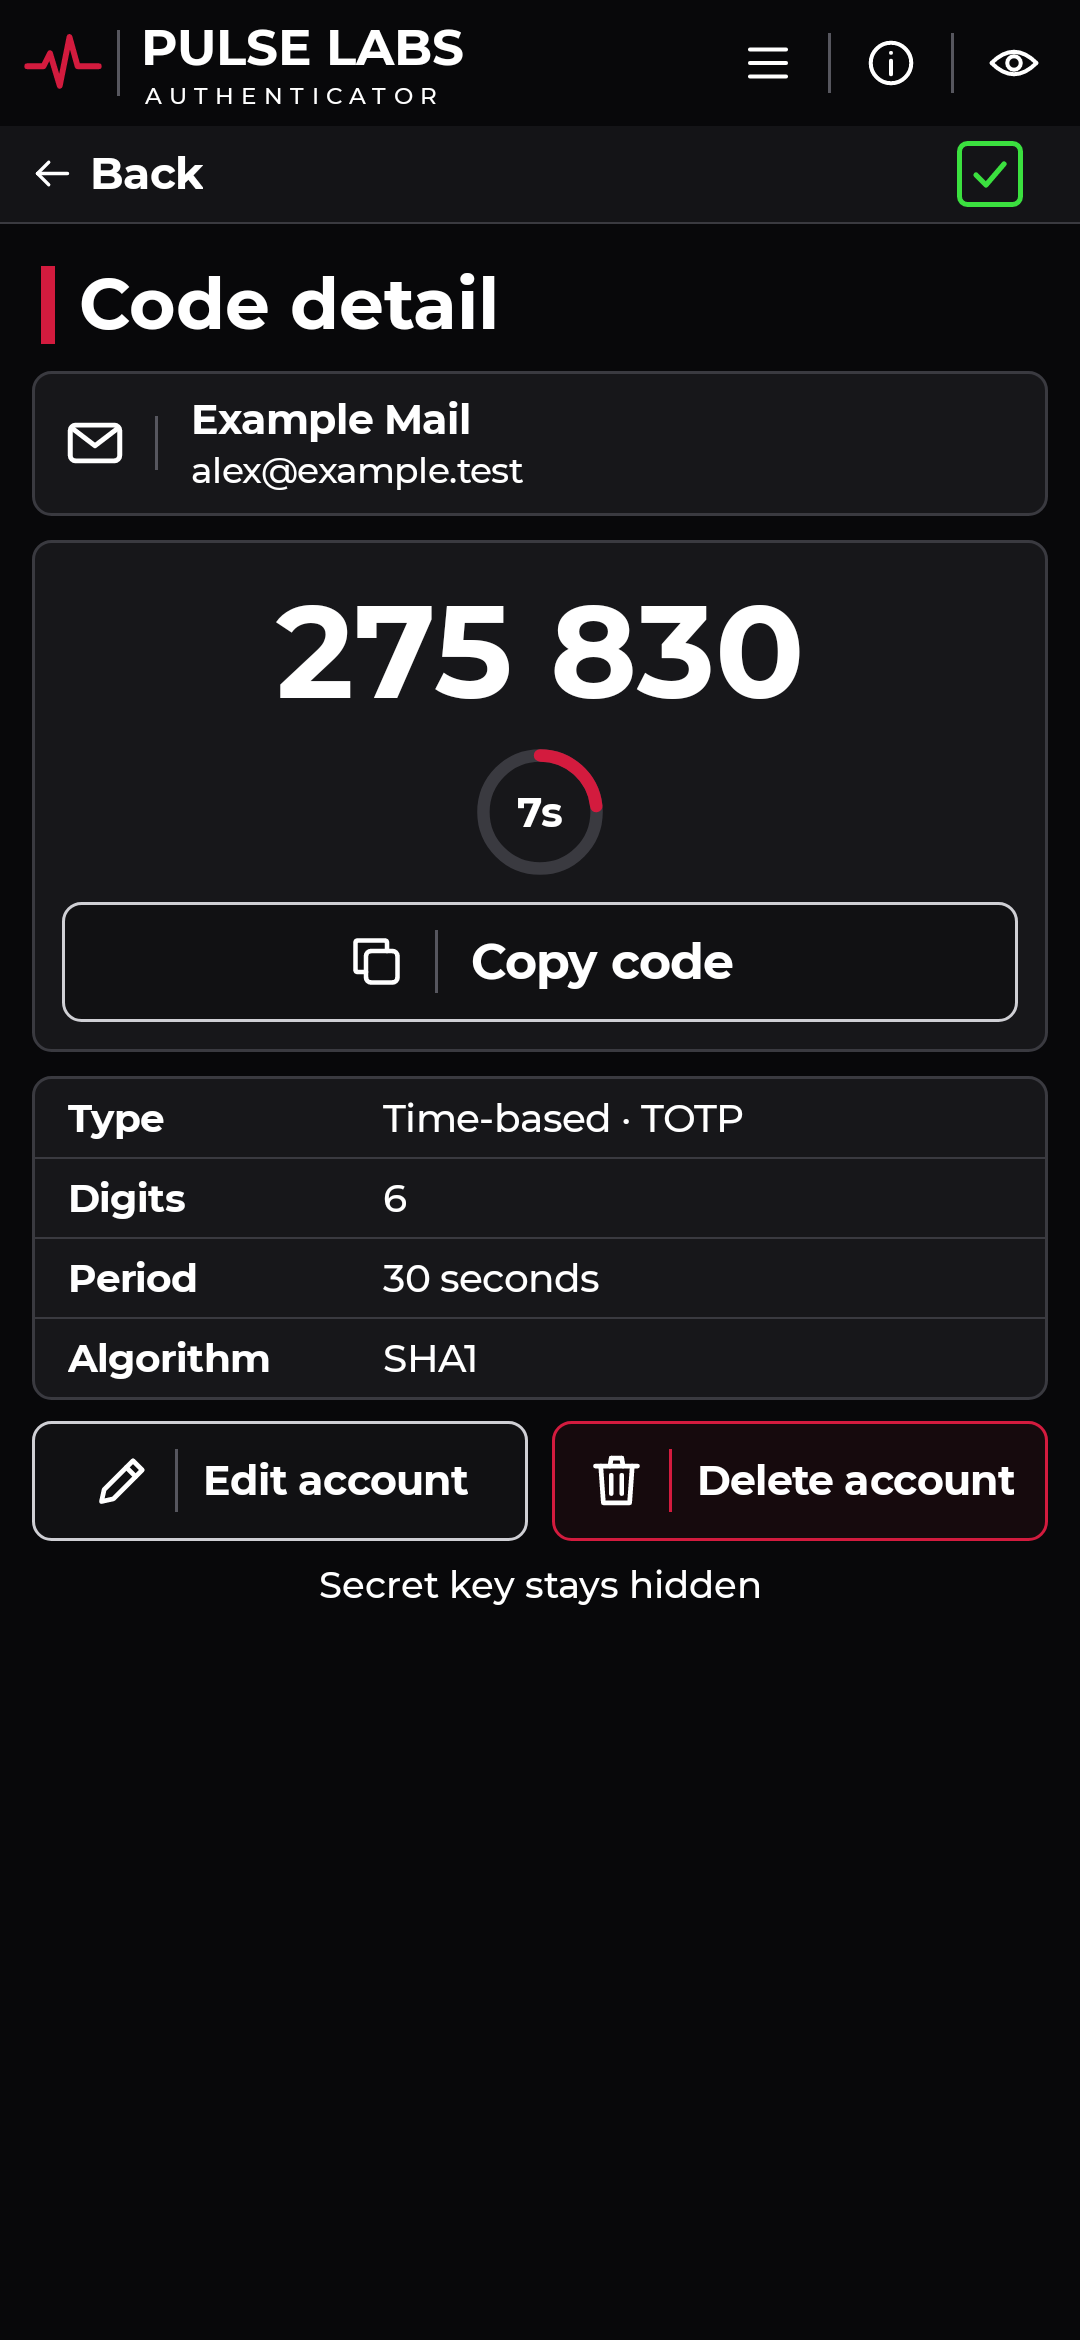 PULSE LABS
AUTHENTICATOR
Back
Code detail
Example Mail
alex@example.test
275 830
7s
Copy code
Type Time-based · TOTP
Digits 6
Period 30 seconds
Algorithm SHA1
Edit account Delete account
Secret key stays hidden